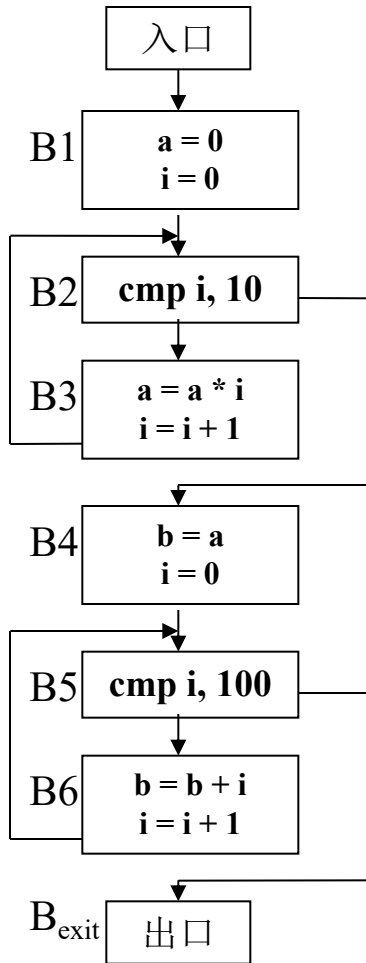 入口
B1
a = 0
i = 0
B2
cmp i, 10
B3
a = a * i
i = i + 1
B4
b = a
i = 0
B5
cmp i, 100
B6
b = b + i
i = i + 1
Bexit
出口